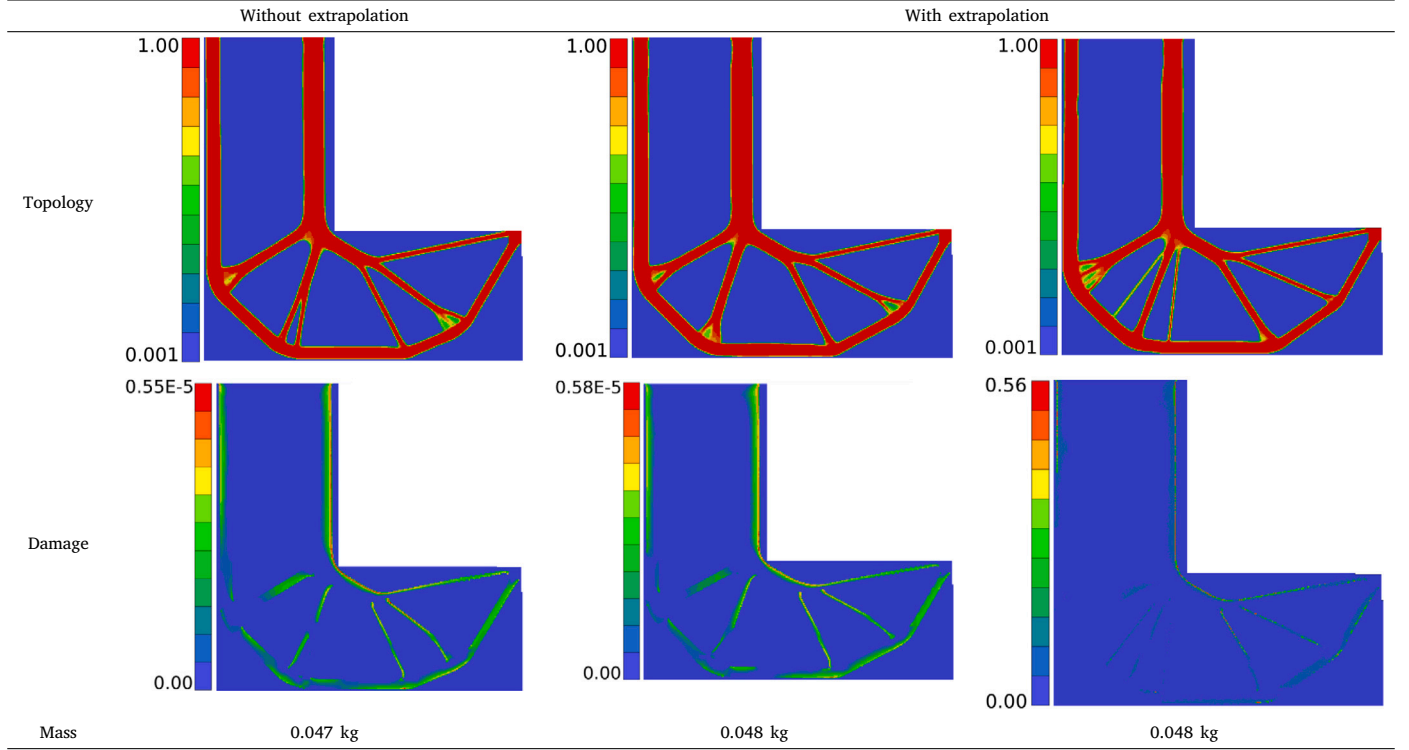 Without extrapolation With extrapolation
1.00 1.00 1.00
Topology
0.001 0.001 0.001
0.55E-5 0.58E-5 0.56
Damage
0.00 0.00 0.00
Mass 0.047 kg 0.048 kg 0.048 kg